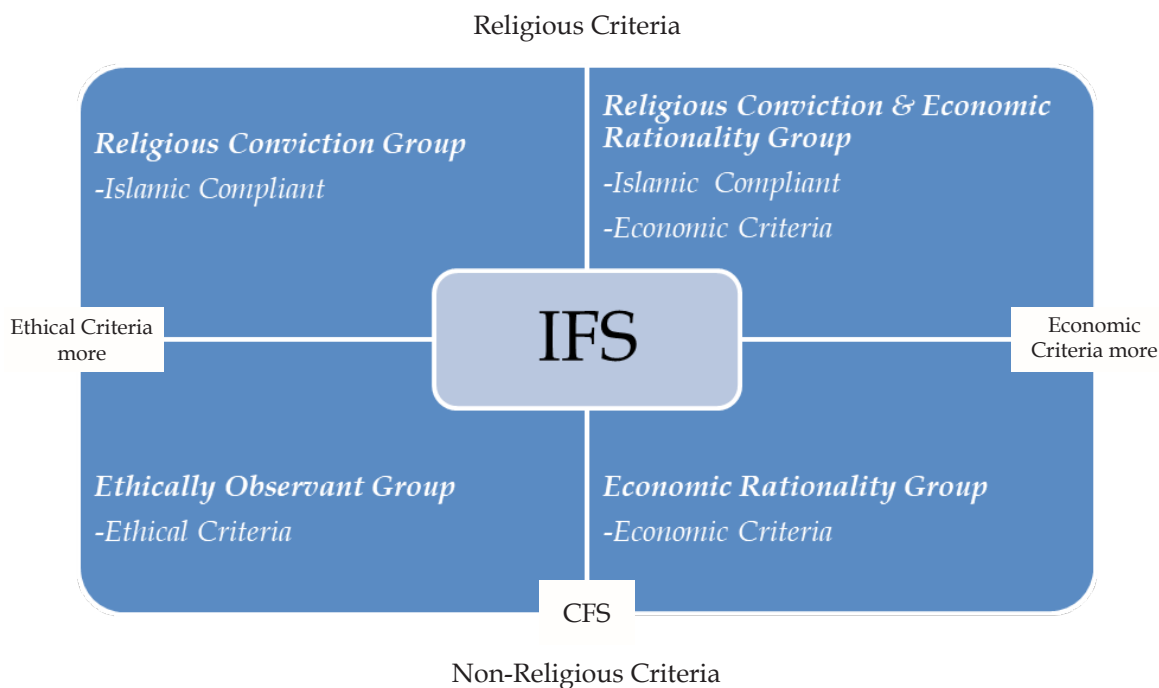 Religious Criteria
Religious Conviction Group
-Islamic Compliant
Religious Conviction & Economic
Rationality Group
-Islamic Compliant
-Economic Criteria
Ethical Criteria
more
IFS
Economic
Criteria more
Ethically Observant Group
-Ethical Criteria
Economic Rationality Group
-Economic Criteria
CFS
Non-Religious Criteria